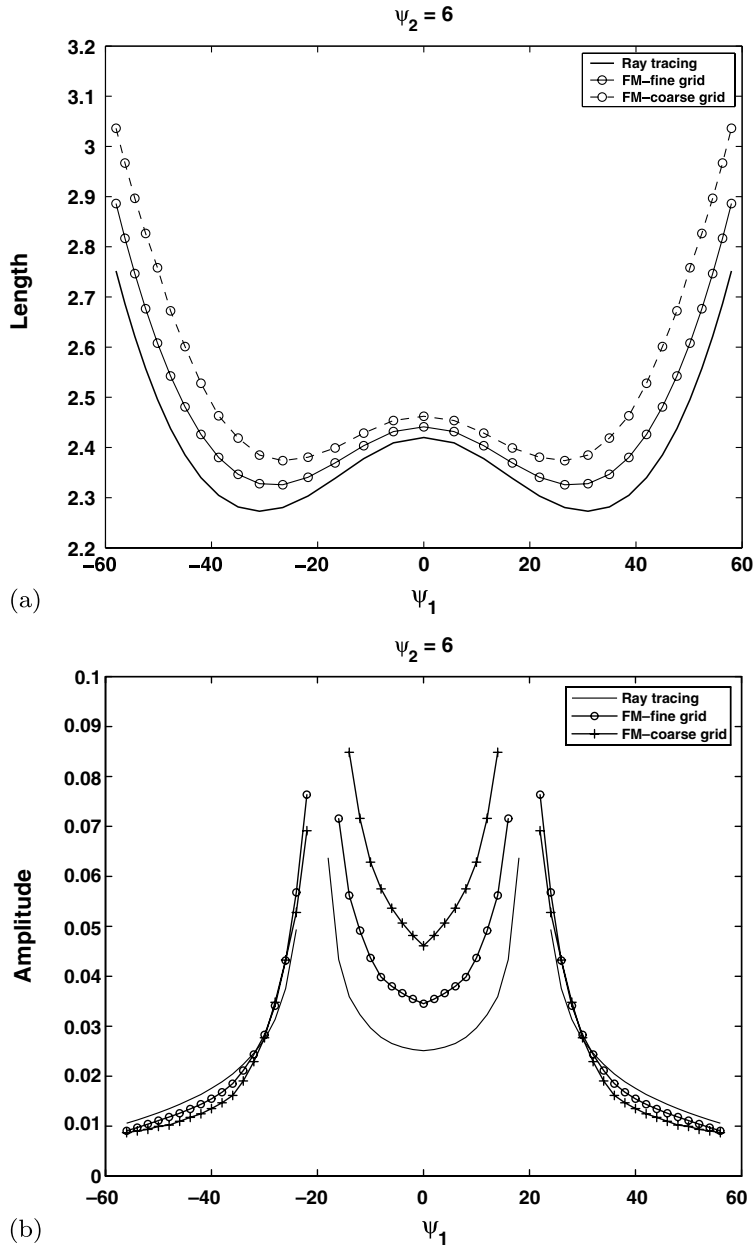 ψ2 = 6
3.2
3.1
3
2.9
2.8
2.7
2.6
2.5
2.4
2.3
2.2
Length
Ray tracing
FM–fine grid
FM–coarse grid
–60
–40
–20
0
20
40
60
(a)
ψ1
ψ2 = 6
0.1
0.09
0.08
0.07
0.06
0.05
0.04
0.03
0.02
0.01
0
Amplitude
Ray tracing
FM–fine grid
FM–coarse grid
–60
–40
–20
0
20
40
60
(b)
ψ1